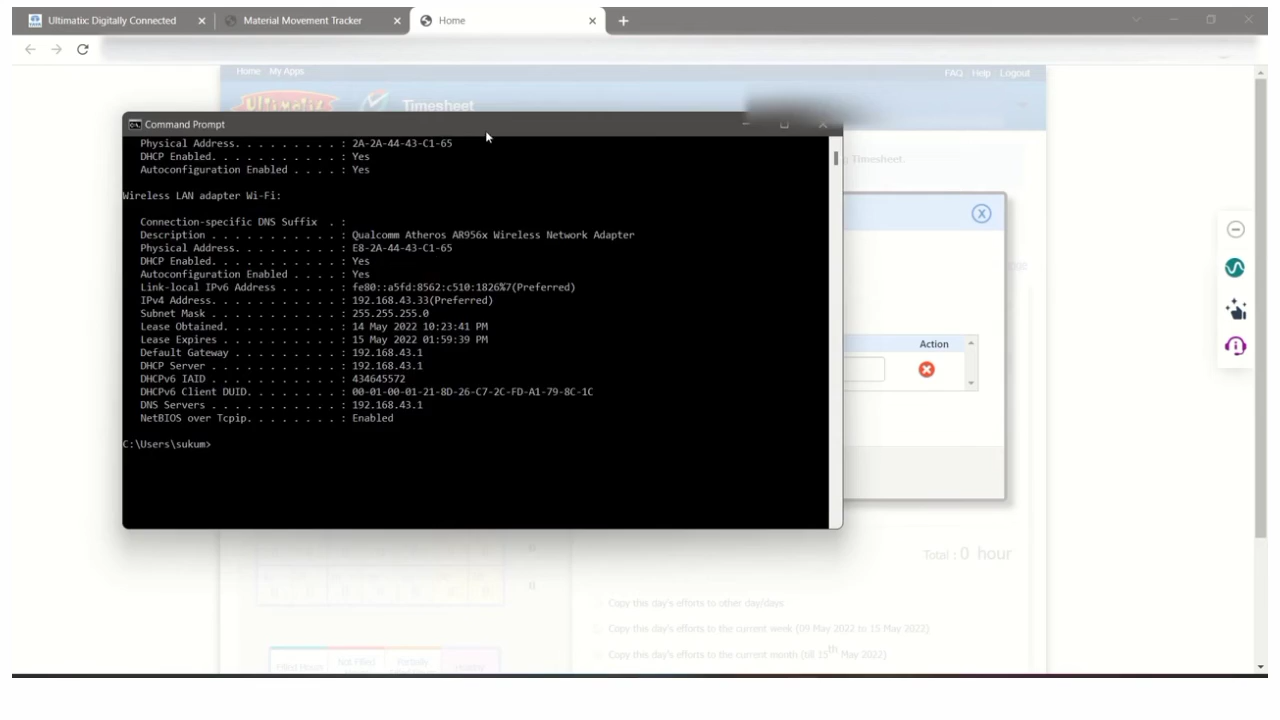 Ultimatix: Digitally Connected
Material Movement Tracker
Home
Home My Apps
FAQ Help Logout
Ultimatix
Timesheet
Command Prompt
Physical Address. . . . . . . . . : 2A-2A-44-43-C1-65
DHCP Enabled. . . . . . . . . . . : Yes
Autoconfiguration Enabled . . . . : Yes
Timesheet
Wireless LAN adapter Wi-Fi:
X
Connection-specific DNS Suffix . :
Description . . . . . . . . . . . : Qualcomm Atheros AR956x Wireless Network Adapter
Physical Address. . . . . . . . . : E8-2A-44-43-C1-65
DHCP Enabled. . . . . . . . . . . : Yes
Autoconfiguration Enabled . . . . : Yes
Link-local IPv6 Address . . . . . : fe80::a5fd:8562:c510:1826%7(Preferred)
IPv4 Address. . . . . . . . . . . : 192.168.43.33(Preferred)
Subnet Mask . . . . . . . . . . . : 255.255.255.0
Lease Obtained. . . . . . . . . . : 14 May 2022 10:23:41 PM
Lease Expires . . . . . . . . . . : 15 May 2022 01:59:39 PM
Default Gateway . . . . . . . . . : 192.168.43.1
DHCP Server . . . . . . . . . . . : 192.168.43.1
DHCPv6 IAID . . . . . . . . . . . : 434645572
DHCPv6 Client DUID. . . . . . . . : 00-01-00-01-21-8D-26-C7-2C-FD-A1-79-8C-1C
DNS Servers . . . . . . . . . . . : 192.168.43.1
NetBIOS over Tcpip. . . . . . . . : Enabled
C:\Users\sukum>
Action
0
Total : 0 hour
0
Copy this day's efforts to other day/days
Copy this day's efforts to the current week (09 May 2022 to 15 May 2022)
Copy this day's efforts to the current month (till 15th May 2022)
Filled Hours
Not Filled
Partially
Holiday